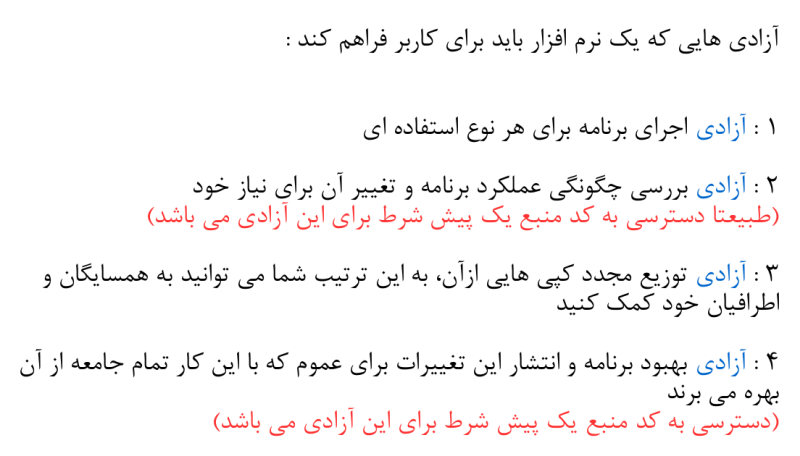 آزادی هایی که یک نرم افزار باید برای کاربر فراهم کند :
۱ : آزادی اجرای برنامه برای هر نوع استفاده ای
۲ : آزادی بررسی چگونگی عملکرد برنامه و تغییر آن برای نیاز خود
(طبیعتا دسترسی به کد منبع یک پیش شرط برای این آزادی می باشد)
۳ : آزادی توزیع مجدد کپی هایی ازآن، به این ترتیب شما می توانید به همسایگان و
اطرافیان خود کمک کنید
۴ : آزادی بهبود برنامه و انتشار این تغییرات برای عموم که با این کار تمام جامعه از آن
بهره می برند
(دسترسی به کد منبع یک پیش شرط برای این آزادی می باشد)